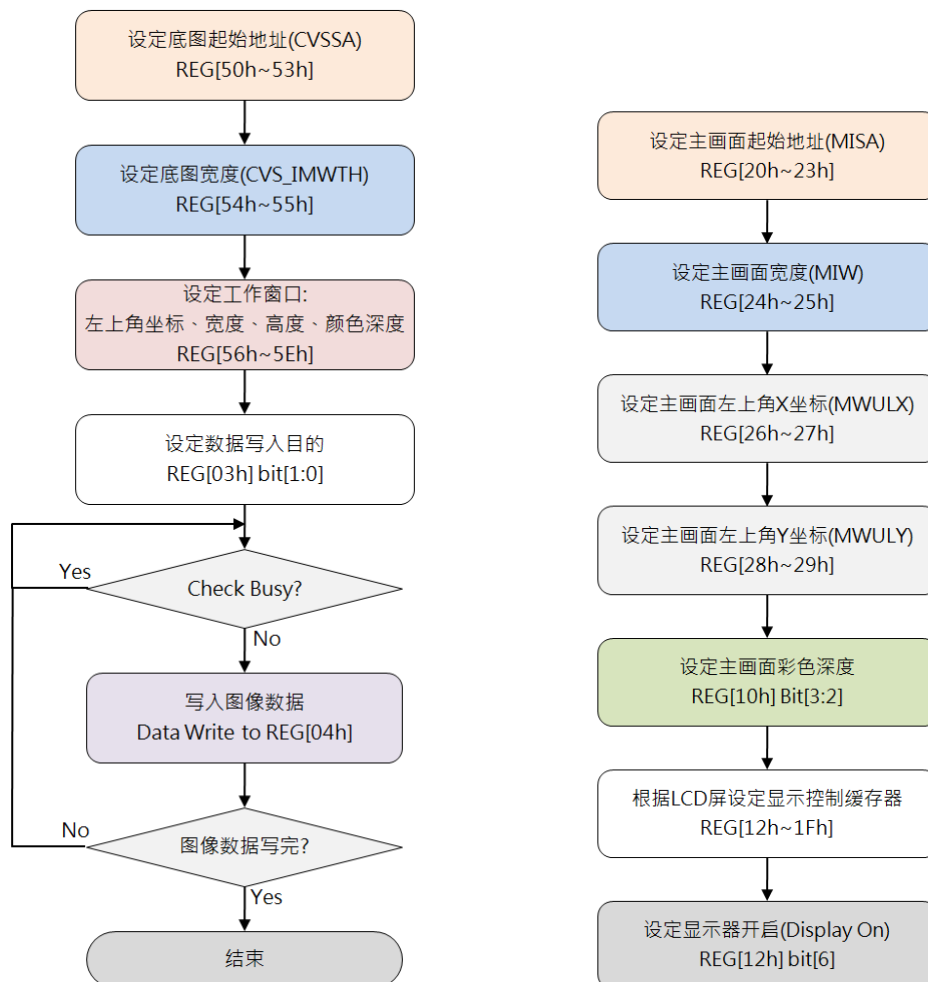 设定底图起始地址(CVSSA)
REG[50h~53h]
设定底图宽度(CVS_IMWTH)
REG[54h~55h]
设定工作窗口:
左上角坐标、宽度、高度、颜色深度
REG[56h~5Eh]
设定数据写入目的
REG[03h] bit[1:0]
Yes
Check Busy?
No
写入图像数据
Data Write to REG[04h]
No
图像数据写完?
Yes
结束
设定主画面起始地址(MISA)
REG[20h~23h]
设定主画面宽度(MIW)
REG[24h~25h]
设定主画面左上角X坐标(MWULX)
REG[26h~27h]
设定主画面左上角Y坐标(MWULY)
REG[28h~29h]
设定主画面彩色深度
REG[10h] Bit[3:2]
根据LCD屏设定显示控制缓存器
REG[12h~1Fh]
设定显示器开启(Display On)
REG[12h] bit[6]